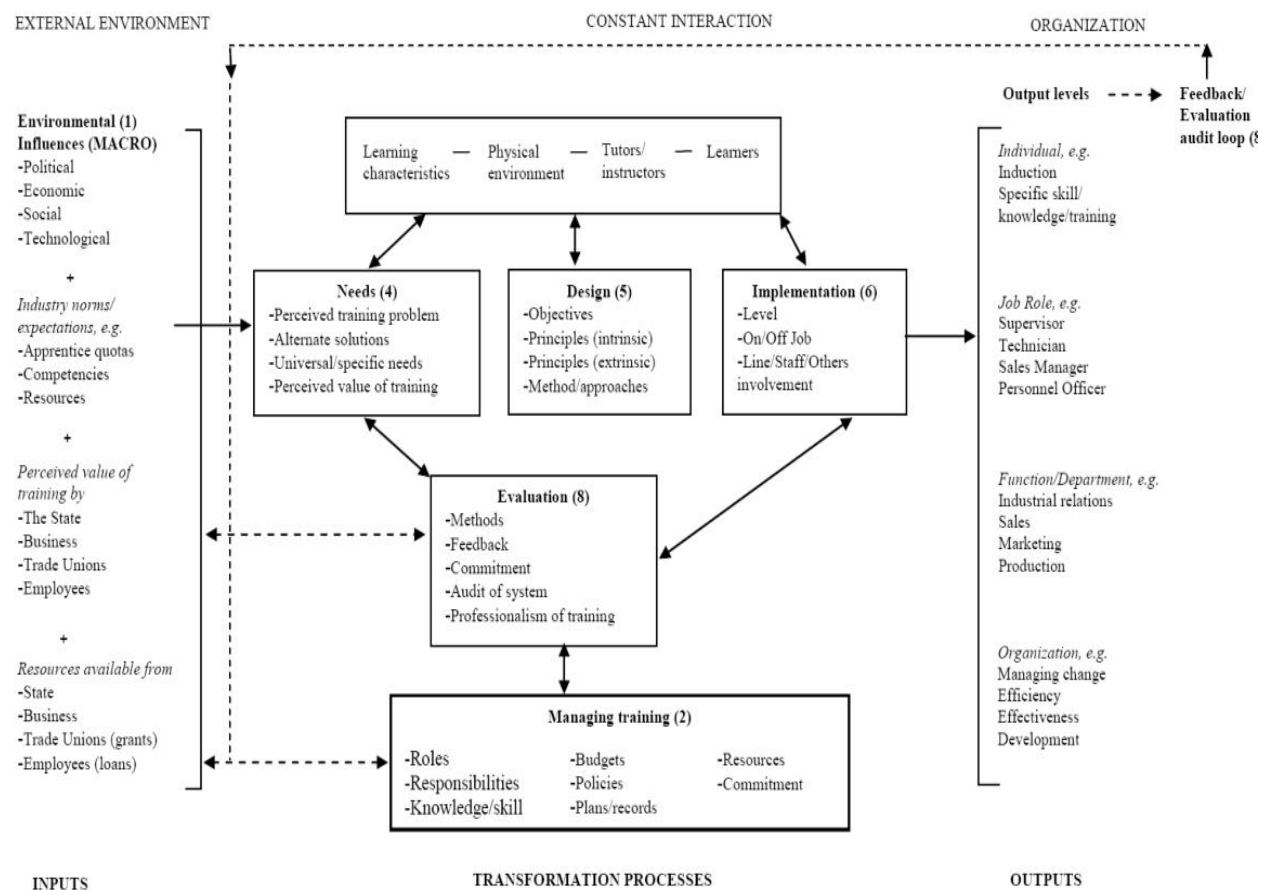 EXTERNAL ENVIRONMENT
CONSTANT INTERACTION
ORGANIZATION
Environmental (1)
Influences (MACRO)
-Political
-Economic
-Social
-Technological
+
Industry norms/
expectations, e.g.
-Apprentice quotas
-Competencies
-Resources
+
Perceived value of
training by
-The State
-Business
-Trade Unions
-Employees
+
Resources available from
-State
-Business
-Trade Unions (grants)
-Employees (loans)
Learning characteristics — Physical environment — Tutors/ instructors — Learners
Needs (4)
-Perceived training problem
-Alternate solutions
-Universal/specific needs
-Perceived value of training
Design (5)
-Objectives
-Principles (intrinsic)
-Principles (extrinsic)
-Method/approaches
Implementation (6)
-Level
-On/Off Job
-Line/Staff/Others
involvement
Evaluation (8)
-Methods
-Feedback
-Commitment
-Audit of system
-Professionalism of training
Managing training (2)
-Roles
-Responsibilities
-Knowledge/skill
-Budgets
-Policies
-Plans/records
-Resources
-Commitment
Output levels
Feedback/
Evaluation
audit loop (8
Individual, e.g.
Induction
Specific skill/
knowledge/training
Job Role, e.g.
Supervisor
Technician
Sales Manager
Personnel Officer
Function/Department, e.g.
Industrial relations
Sales
Marketing
Production
Organization, e.g.
Managing change
Efficiency
Effectiveness
Development
INPUTS
TRANSFORMATION PROCESSES
OUTPUTS